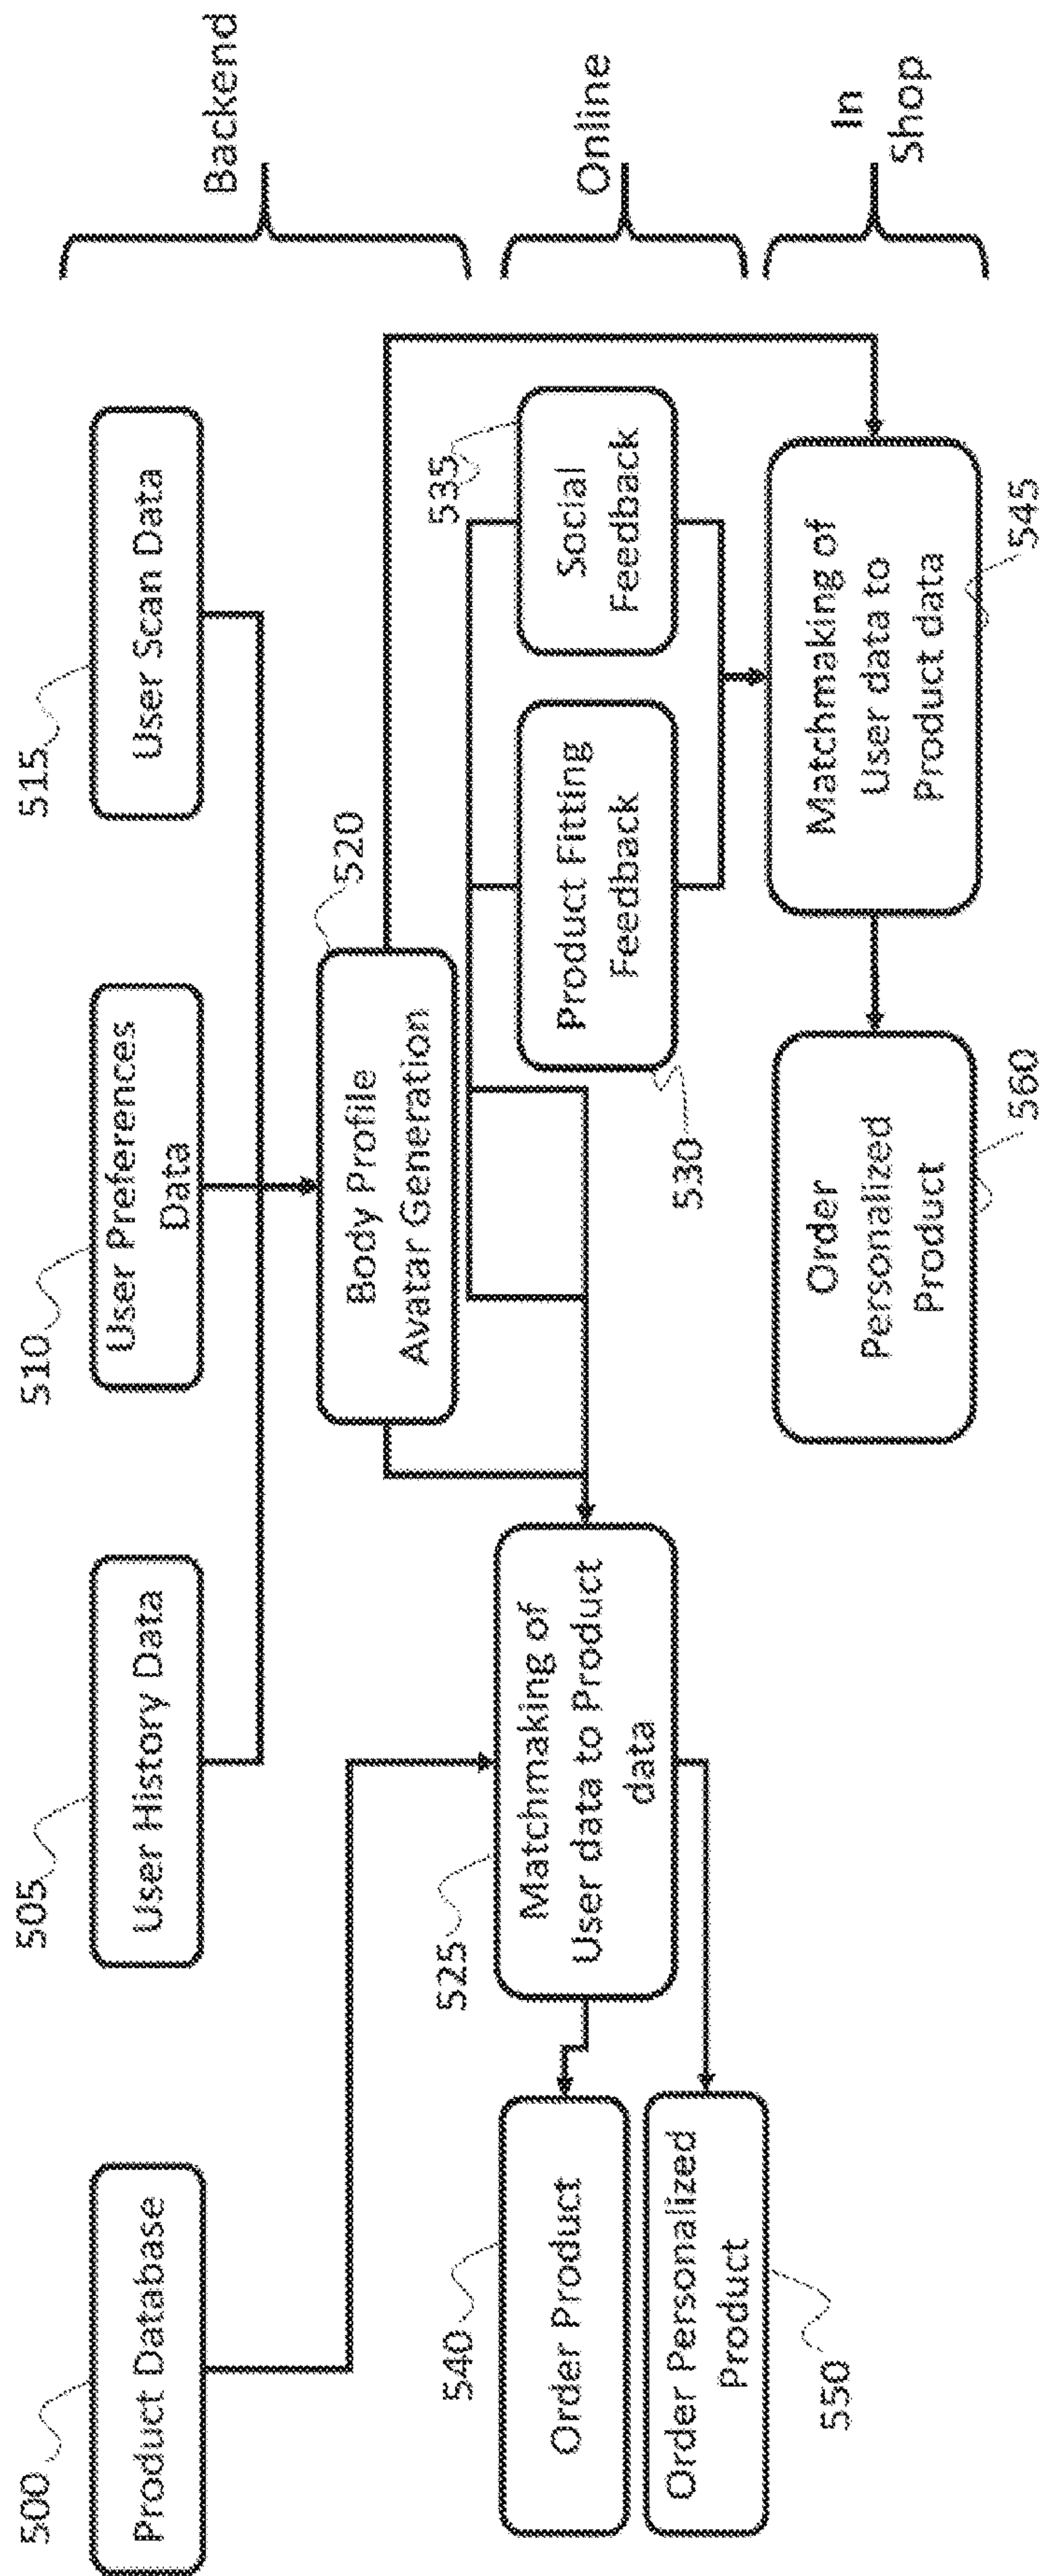 500
Product Database
505
User History Data
510
User Preferences
Data
515
User Scan Data
Backend
520
Body Profile
Avatar Generation
525
Matchmaking of
User data to Product
data
530
Product Fitting
Feedback
535
Social
Feedback
Online
540
Order Product
550
Order Personalized
Product
560
Order
Personalized
Product
545
Matchmaking of
User data to
Product data
In
Shop